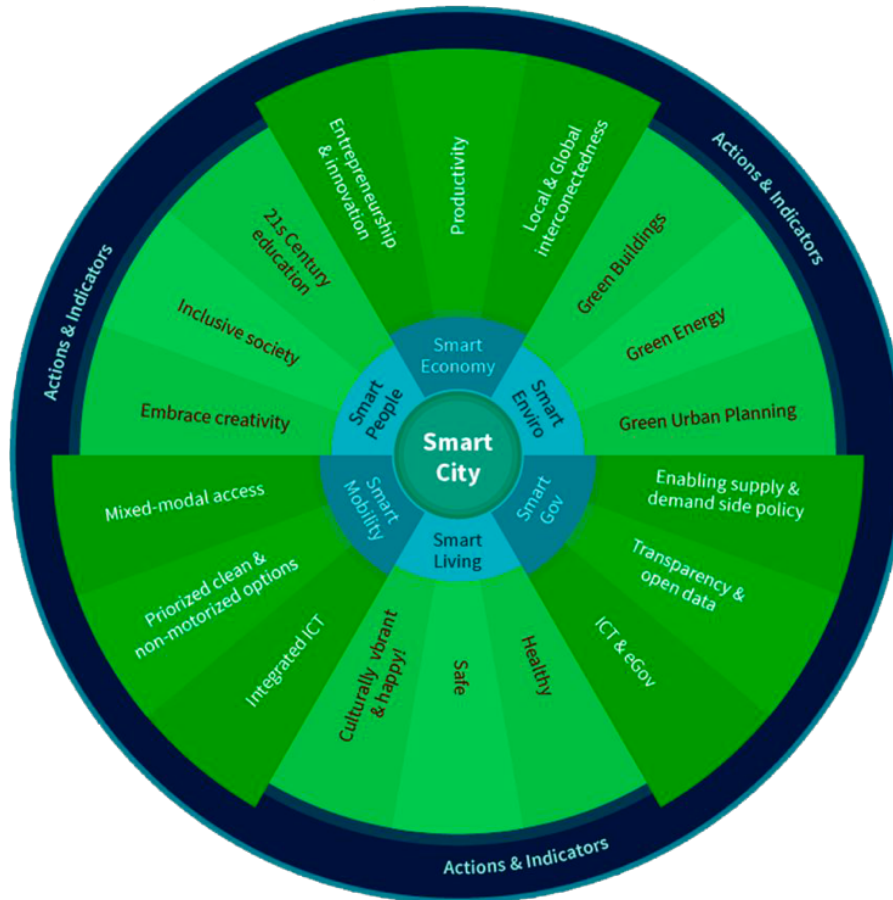 Actions & Indicators
Actions & Indicators
Actions & Indicators
Entrepreneurship
& innovation
Productivity
Local & Global
interconectedness
21s Century
education
Inclusive society
Embrace creativity
Green Buildings
Green Energy
Green Urban Planning
Smart
Economy
Smart
People
Smart
Enviro
Smart
City
Smart
Mobility
Smart
Living
Smart
Gov
Mixed-modal access
Priorized clean &
non-motorized options
Integrated ICT
Culturally vbrant
& happy!
Safe
Healthy
ICT & eGov
Transparency &
open data
Enabling supply &
demand side policy